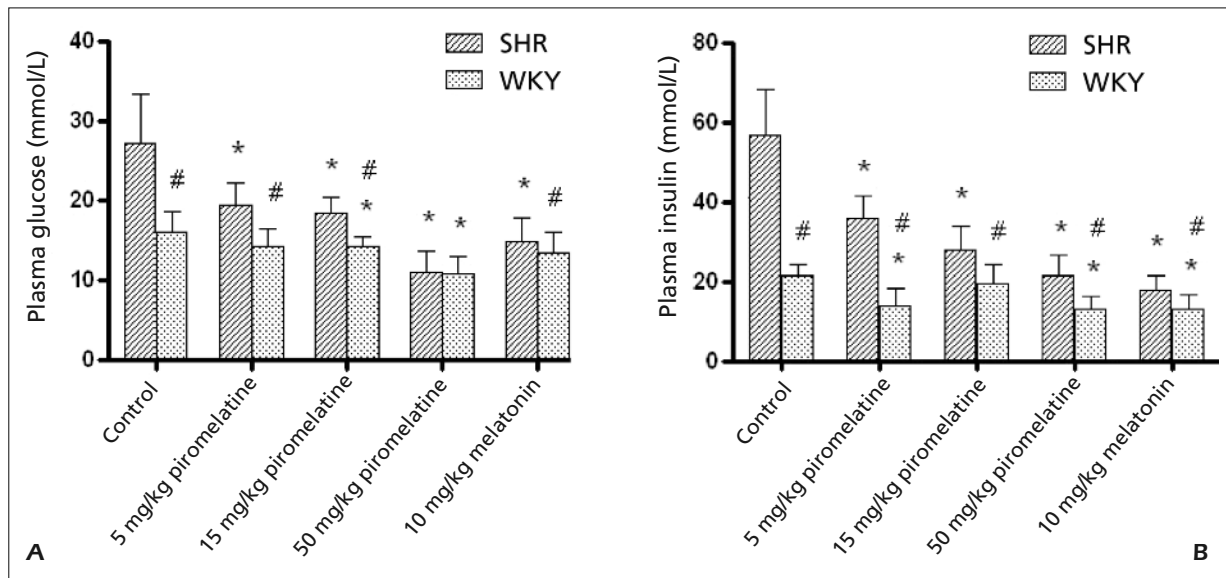 Plasma glucose (mmol/L)
40
30
20
10
0
SHR
WKY
#
*
#
*
#
*
*
*
*
#
Control
5 mg/kg piromelatine
15 mg/kg piromelatine
50 mg/kg piromelatine
10 mg/kg melatonin
A
Plasma insulin (mmol/L)
80
60
40
20
0
SHR
WKY
#
*
#
*
*
#
*
#
*
*
#
*
Control
5 mg/kg piromelatine
15 mg/kg piromelatine
50 mg/kg piromelatine
10 mg/kg melatonin
B